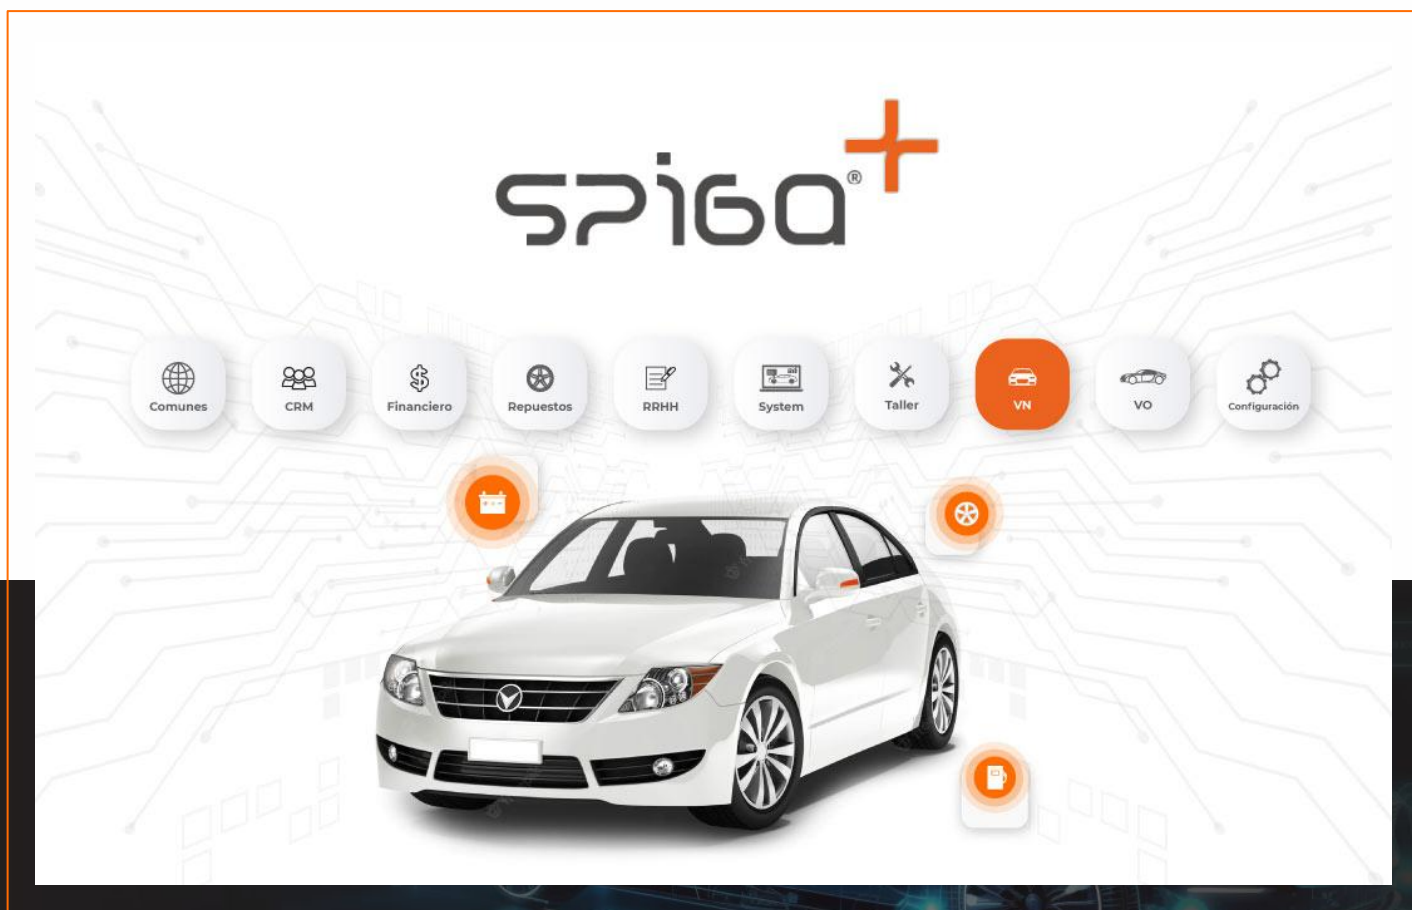 SPIGA®+
Comunes
CRM
Financiero
Repuestos
RRHH
System
Taller
VN
VO
Configuración